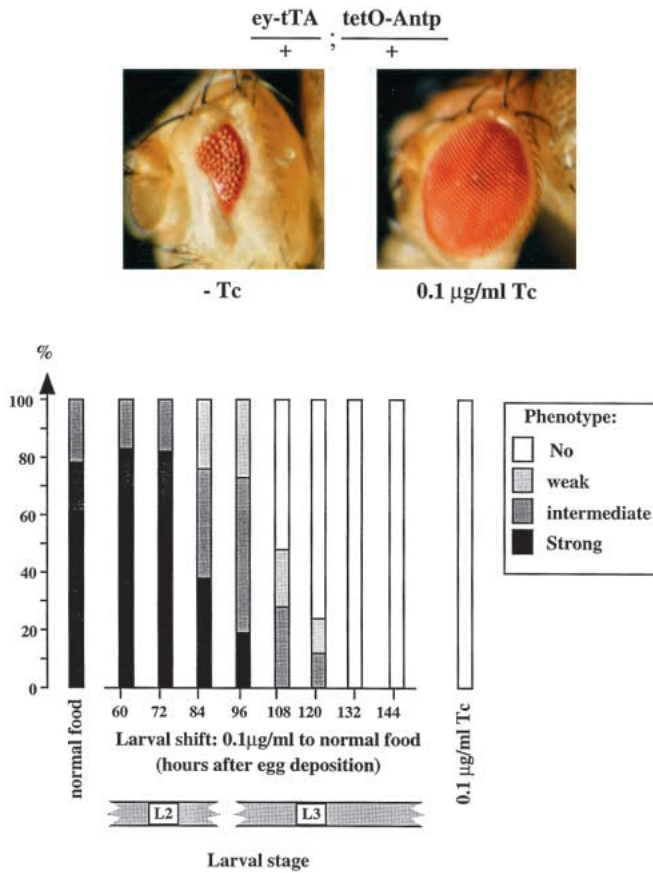 ey-tTA ; tetO-Antp
+ +
- Tc
0.1 µg/ml Tc
%
100
80
60
40
20
0
normal food
60 72 84 96 108 120 132 144
0.1 µg/ml Tc
Larval shift: 0.1µg/ml to normal food
(hours after egg deposition)
L2
L3
Larval stage
Phenotype:
No
weak
intermediate
Strong